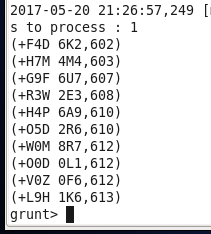 2017-05-20 21:26:57,249 [
s to process : 1
(+F4D 6K2,602)
(+H7M 4M4,603)
(+G9F 6U7,607)
(+R3W 2E3,608)
(+H4P 6A9,610)
(+O5D 2R6,610)
(+W0M 8R7,612)
(+O0D 0L1,612)
(+V0Z 0F6,612)
(+L9H 1K6,613)
grunt>